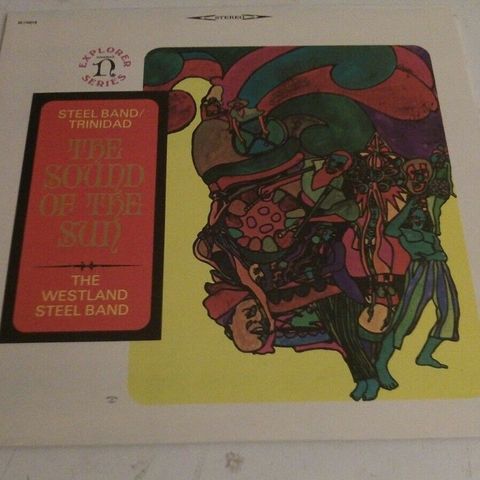 STEREO
EXPLORER
n
SERIES
STEEL BAND/
TRINIDAD
THE
SOUND
OF THE
SUN
THE
WESTLAND
STEEL BAND